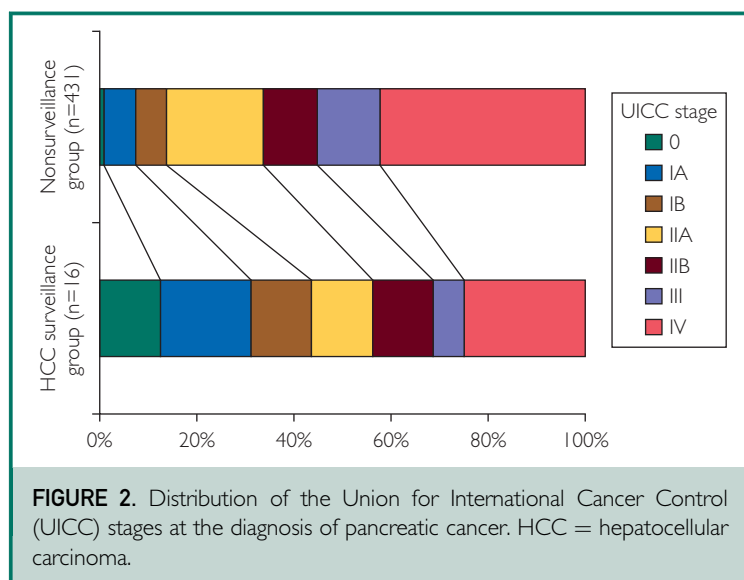 Nonsurveillance
group (n=431)
HCC surveillance
group (n=16)
0% 20% 40% 60% 80% 100%
UICC stage
0
IA
IB
IIA
IIB
III
IV
FIGURE 2. Distribution of the Union for International Cancer Control
(UICC) stages at the diagnosis of pancreatic cancer. HCC = hepatocellular
carcinoma.